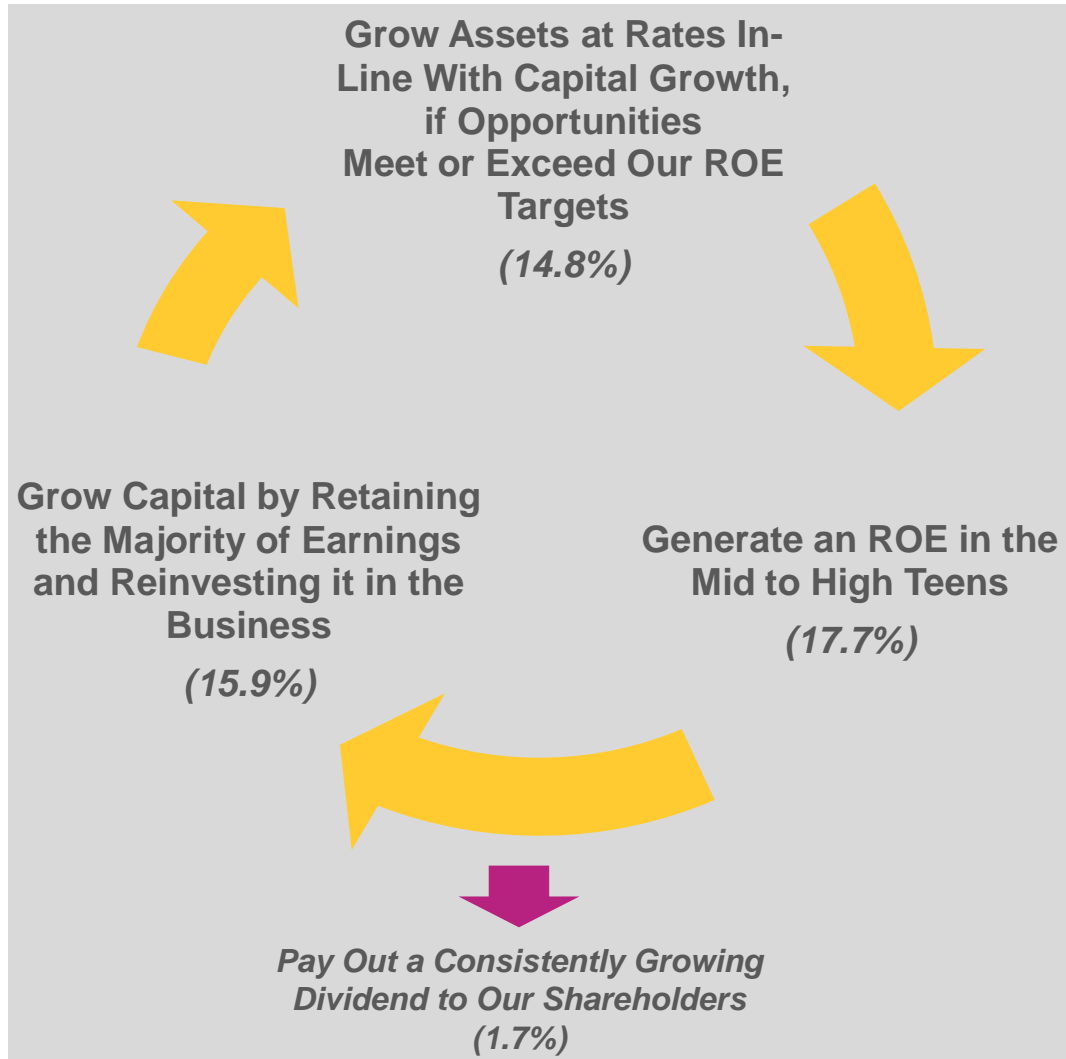 Grow Assets at Rates In-
Line With Capital Growth,
if Opportunities
Meet or Exceed Our ROE
Targets
(14.8%)
Generate an ROE in the
Mid to High Teens
(17.7%)
Grow Capital by Retaining
the Majority of Earnings
and Reinvesting it in the
Business
(15.9%)
Pay Out a Consistently Growing
Dividend to Our Shareholders
(1.7%)